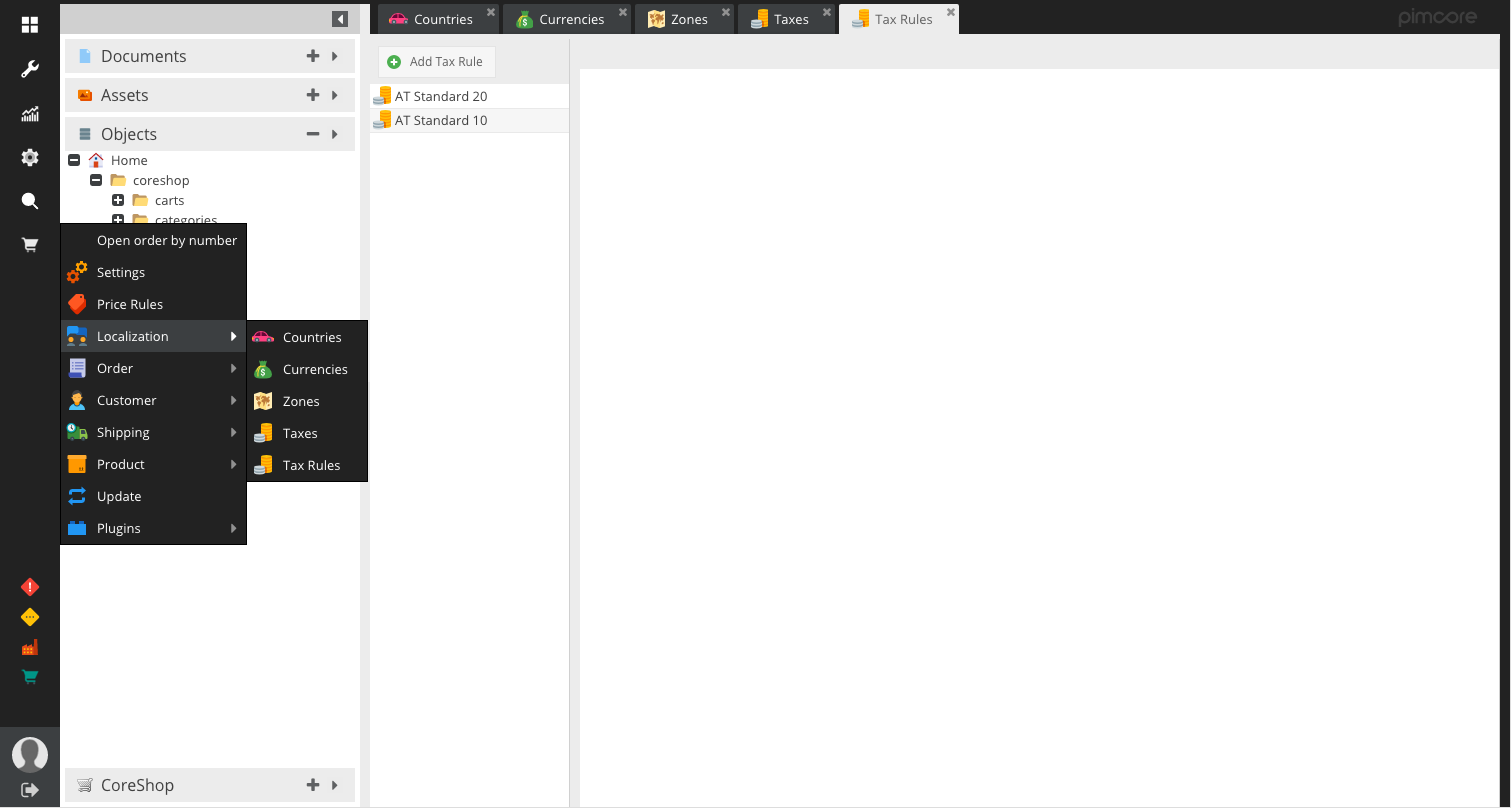 Countries
Currencies
Zones
Taxes
Tax Rules
pimcore
Documents
Assets
Objects
Home
coreshop
carts
categories
Open order by number
Settings
Price Rules
Localization
Order
Customer
Shipping
Product
Update
Plugins
Countries
Currencies
Zones
Taxes
Tax Rules
CoreShop
Add Tax Rule
AT Standard 20
AT Standard 10